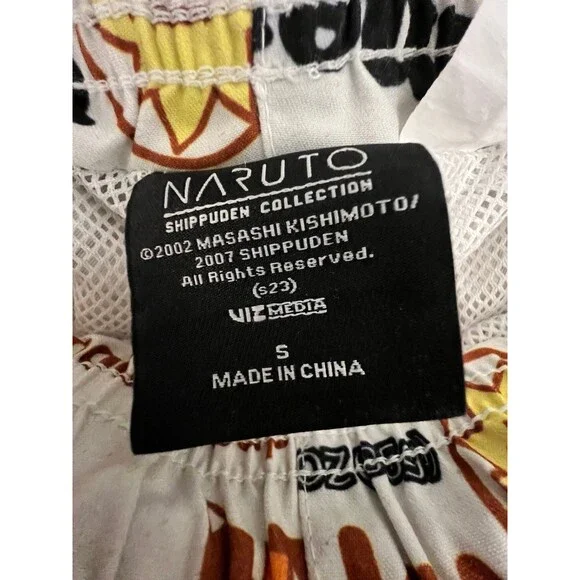 NARUTO
SHIPPUDEN COLLECTION
©2002 MASASHI KISHIMOTO/
2007 SHIPPUDEN
All Rights Reserved.
(s23)
VIZ MEDIA
S
MADE IN CHINA